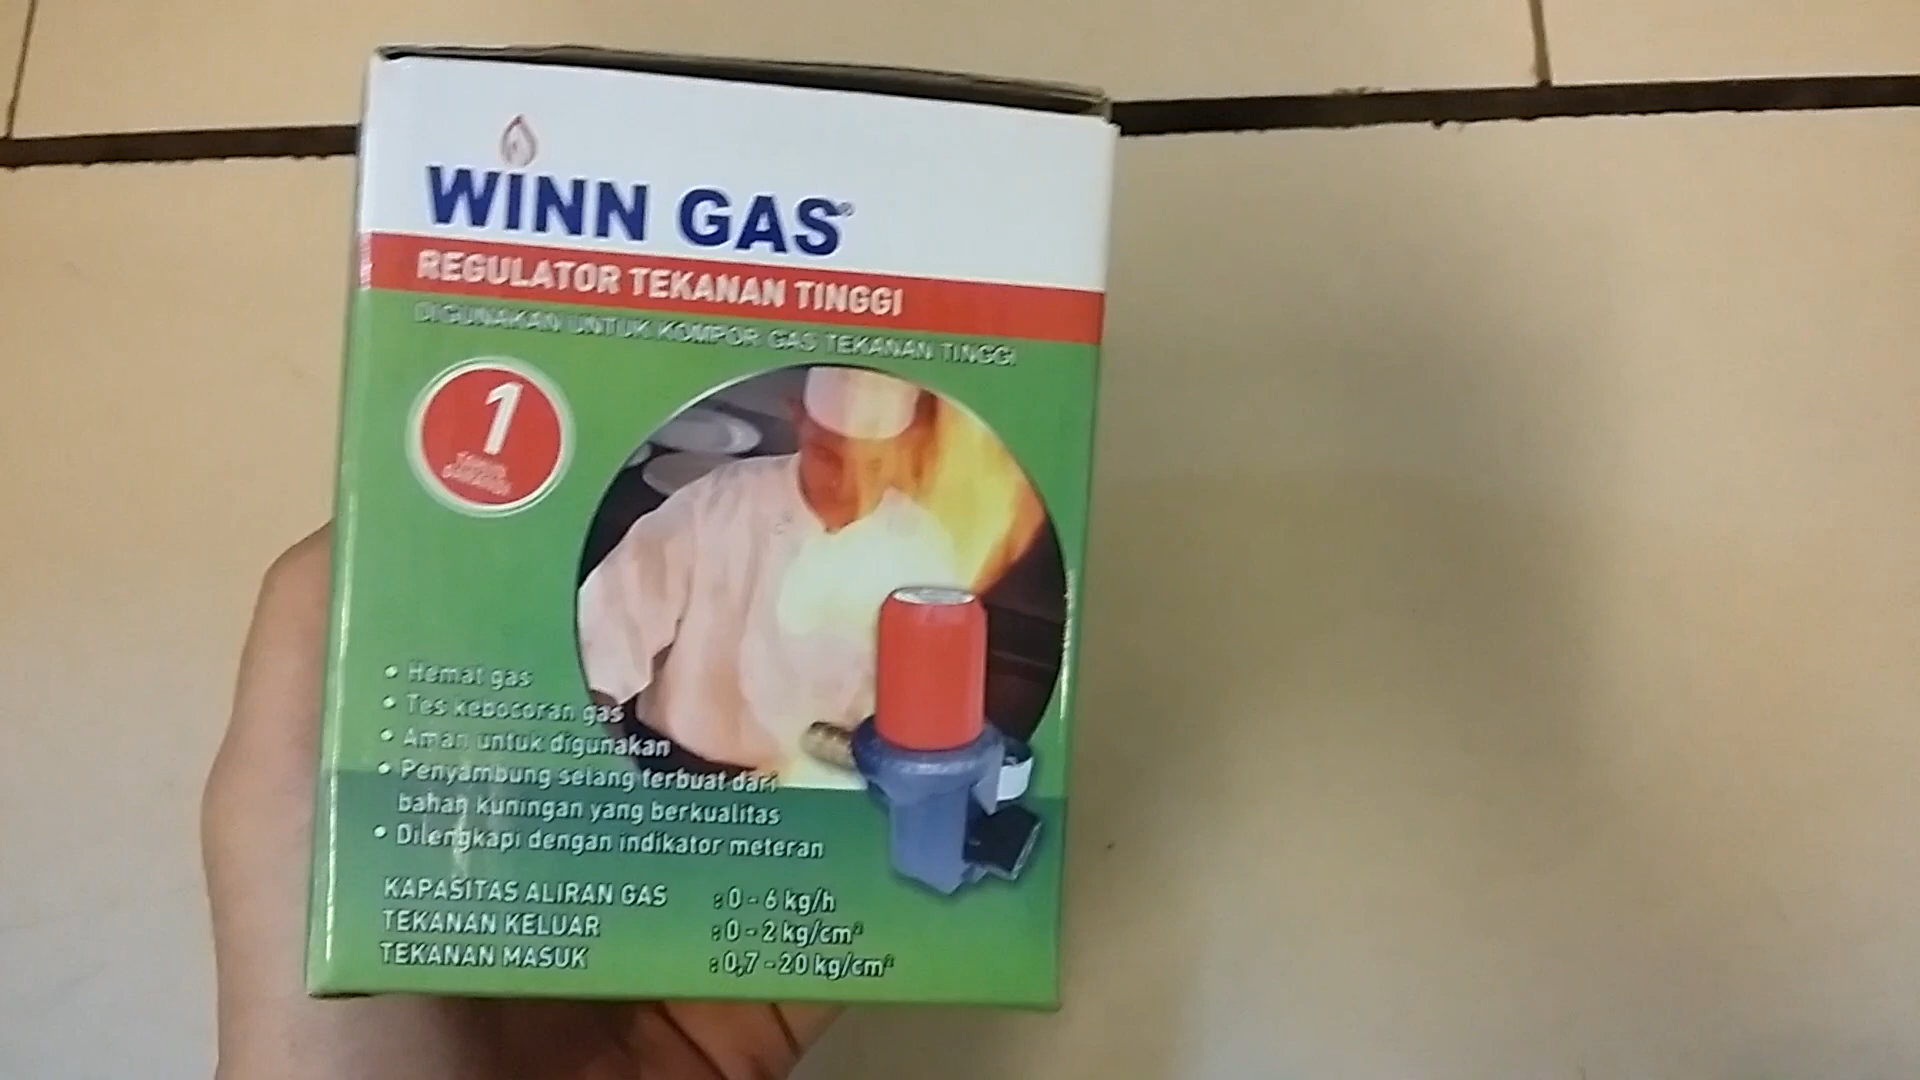 WINN GAS®
REGULATOR TEKANAN TINGGI
DIGUNAKAN UNTUK KOMPOR GAS TEKANAN TINGGI
1
• Hemat gas
• Tes kebocoran gas
• Aman untuk digunakan
• Penyambung selang terbuat dari
bahan kuningan yang berkualitas
• Dilengkapi dengan indikator meteran
KAPASITAS ALIRAN GAS : 0 - 6 kg/h
TEKANAN KELUAR : 0 - 2 kg/cm²
TEKANAN MASUK : 0,7 - 20 kg/cm²